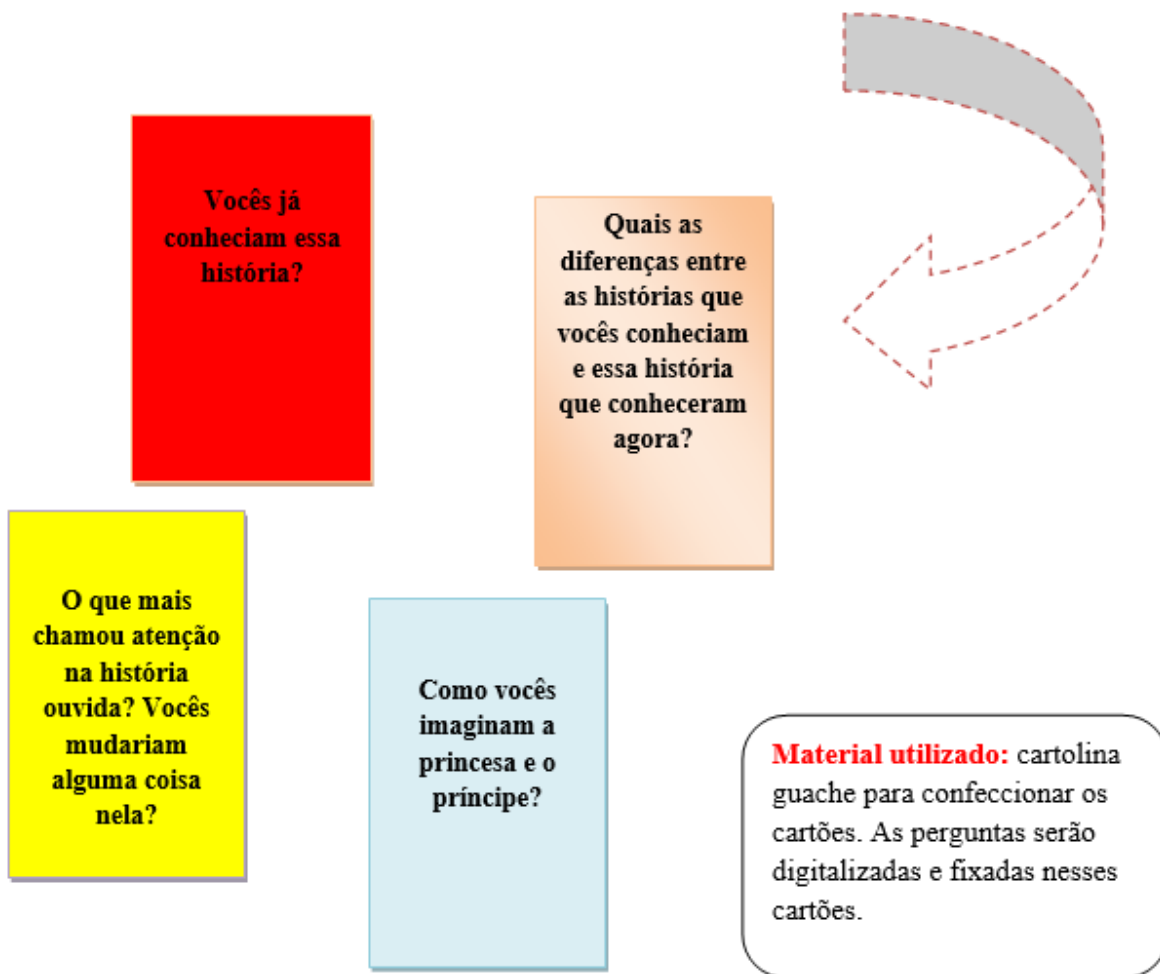 Vocês já
conheciam essa
história?
Quais as
diferenças entre
as histórias que
vocês conheciam
e essa história
que conheceram
agora?
O que mais
chamou atenção
na história
ouvida? Vocês
mudariam
alguma coisa
nela?
Como vocês
imaginam a
princesa e o
príncipe?
Material utilizado: cartolina
guache para confeccionar os
cartões. As perguntas serão
digitalizadas e fixadas nesses
cartões.